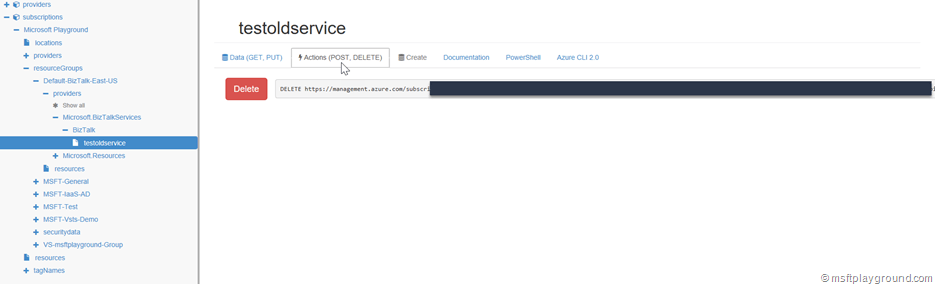 providers
subscriptions
Microsoft Playground
locations
providers
resourceGroups
Default-BizTalk-East-US
providers
Show all
Microsoft.BizTalkServices
BizTalk
testoldservice
Microsoft.Resources
resources
MSFT-General
MSFT-IaaS-AD
MSFT-Test
MSFT-Vsts-Demo
securitydata
VS-msftplayground-Group
resources
tagNames
testoldservice
Data (GET, PUT) Actions (POST, DELETE) Create Documentation PowerShell Azure CLI 2.0
Delete DELETE https://management.azure.com/subscri
© msftplayground.com